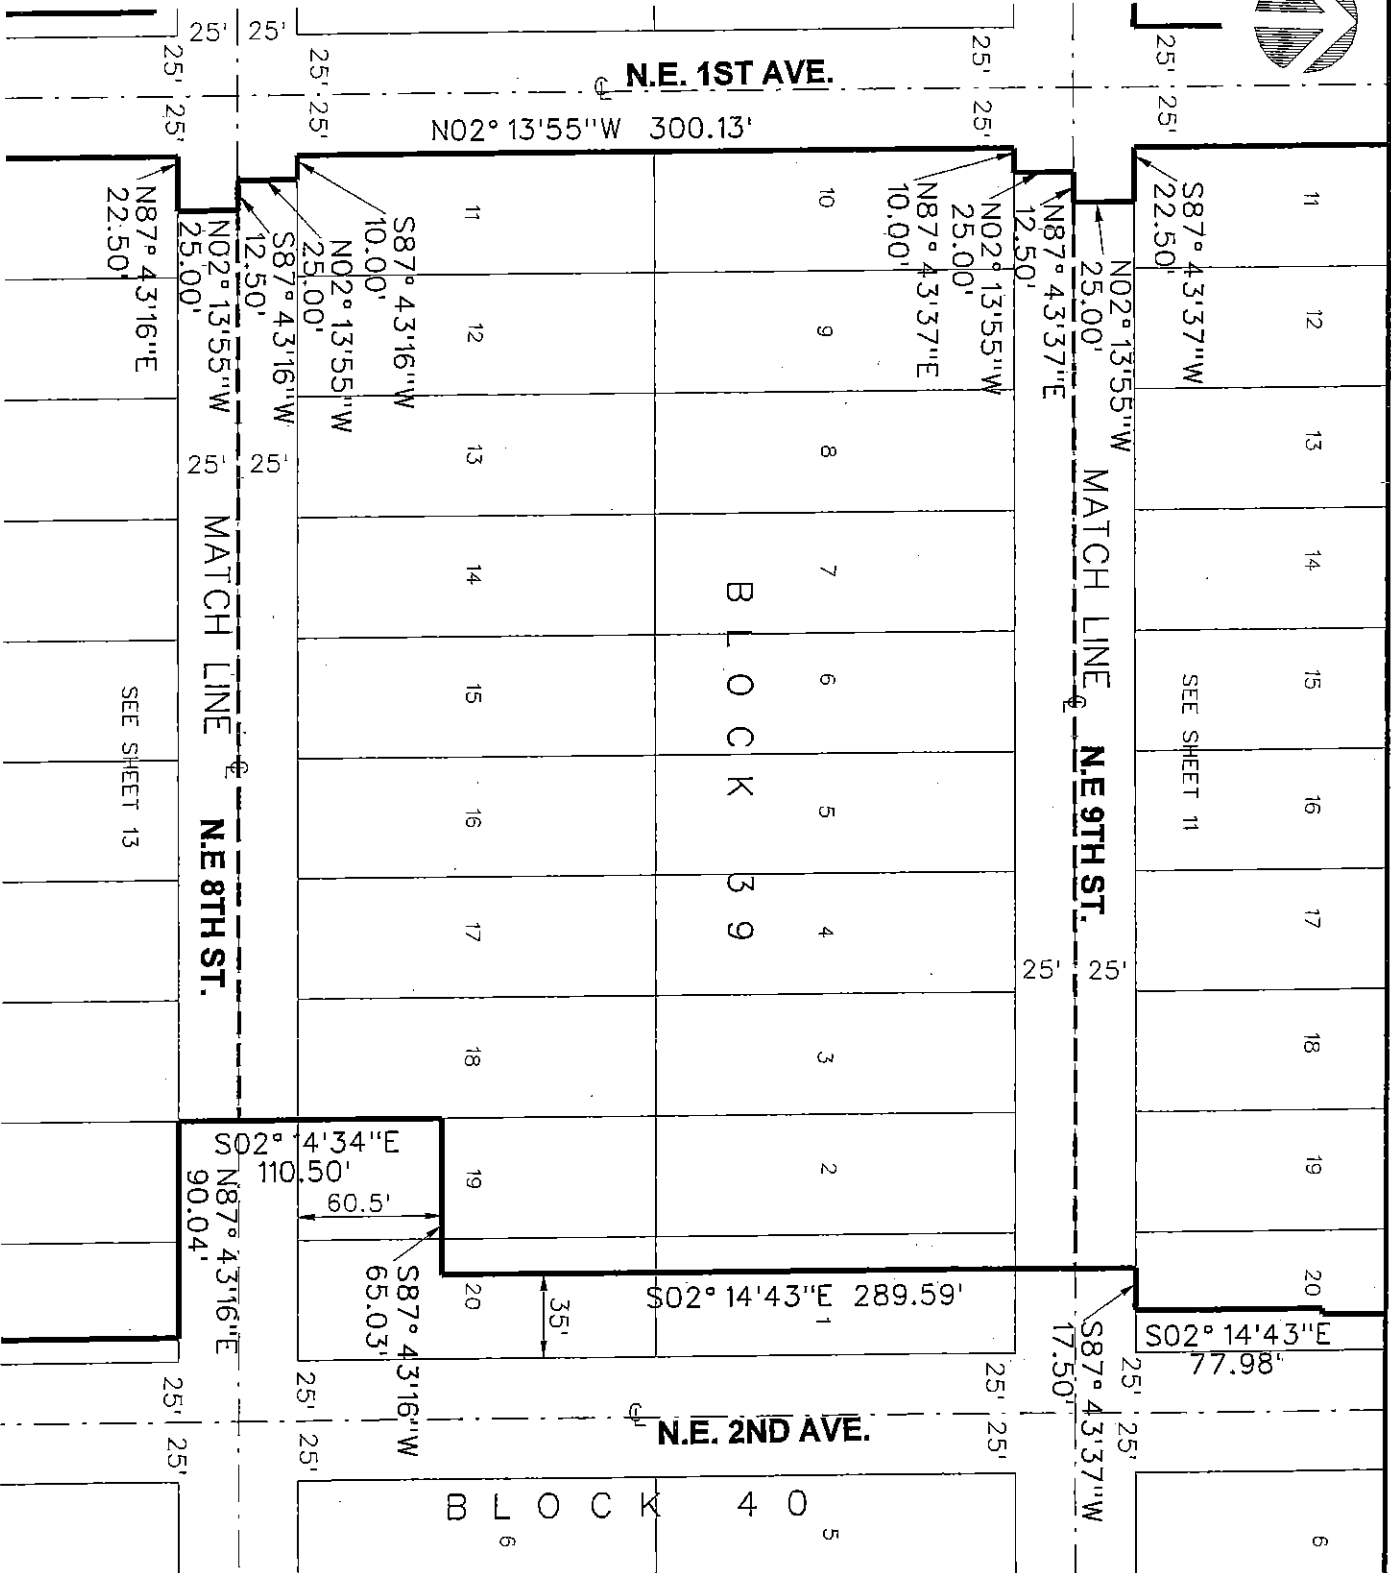 25' 25'
25' 25'
25' 25'
25' 25'
25' 25'
N.E. 1ST AVE.
N02°13'55"W 300.13'
N87°43'16"E
22.50'
N02°13'55"W
25.00'
S87°43'16"W
12.50'
N02°13'55"W
25.00'
S87°43'16"W
10.00'
N87°43'37"E
10.00'
N02°13'55"W
25.00'
N87°43'37"E
12.50'
N02°13'55"W
25.00'
S87°43'37"W
22.50'
11
12
13
14
15
16
17
18
19
20
10
9
8
7
6
5
4
3
2
1
11
12
13
14
15
16
17
18
19
20
BLOCK 39
25' 25'
MATCH LINE
N.E 8TH ST.
SEE SHEET 13
MATCH LINE
N.E 9TH ST.
SEE SHEET 11
25' 25'
S02°14'34"E
110.50'
60.5'
N87°43'16"E
90.04'
S87°43'16"W
65.03'
35'
S02°14'43"E 289.59'
S87°43'37"W
17.50'
S02°14'43"E
77.98'
25' 25'
25' 25'
25' 25'
25' 25'
N.E. 2ND AVE.
BLOCK 40
6
5
6